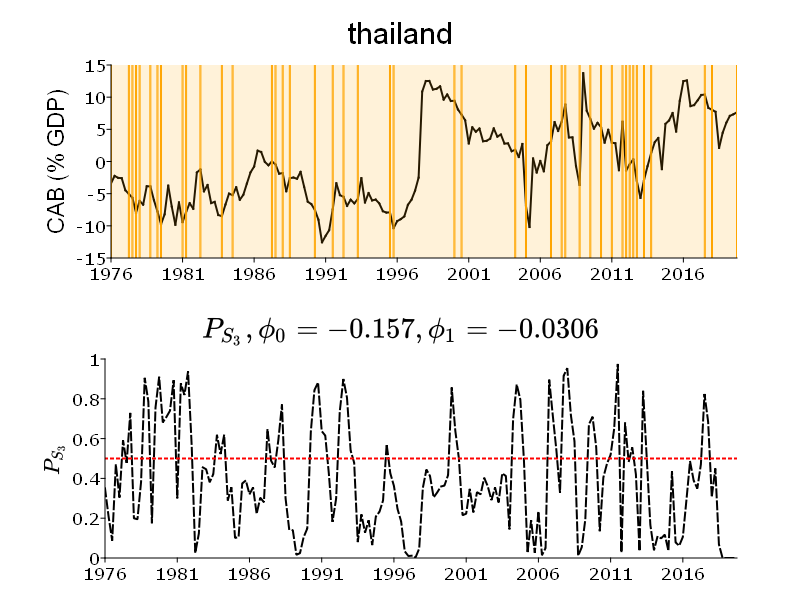 thailand
CAB (% GDP)
15
10
5
0
-5
-10
-15
1976 1981 1986 1991 1996 2001 2006 2011 2016
P_{S_3}, ϕ_0 = −0.157, ϕ_1 = −0.0306
P_{S_3}
1
0.8
0.6
0.4
0.2
0
1976 1981 1986 1991 1996 2001 2006 2011 2016